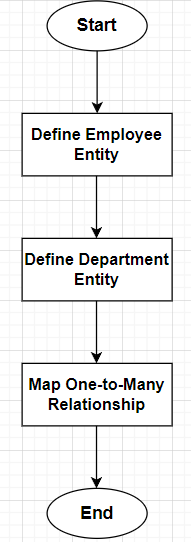 Start
Define Employee
Entity
Define Department
Entity
Map One-to-Many
Relationship
End